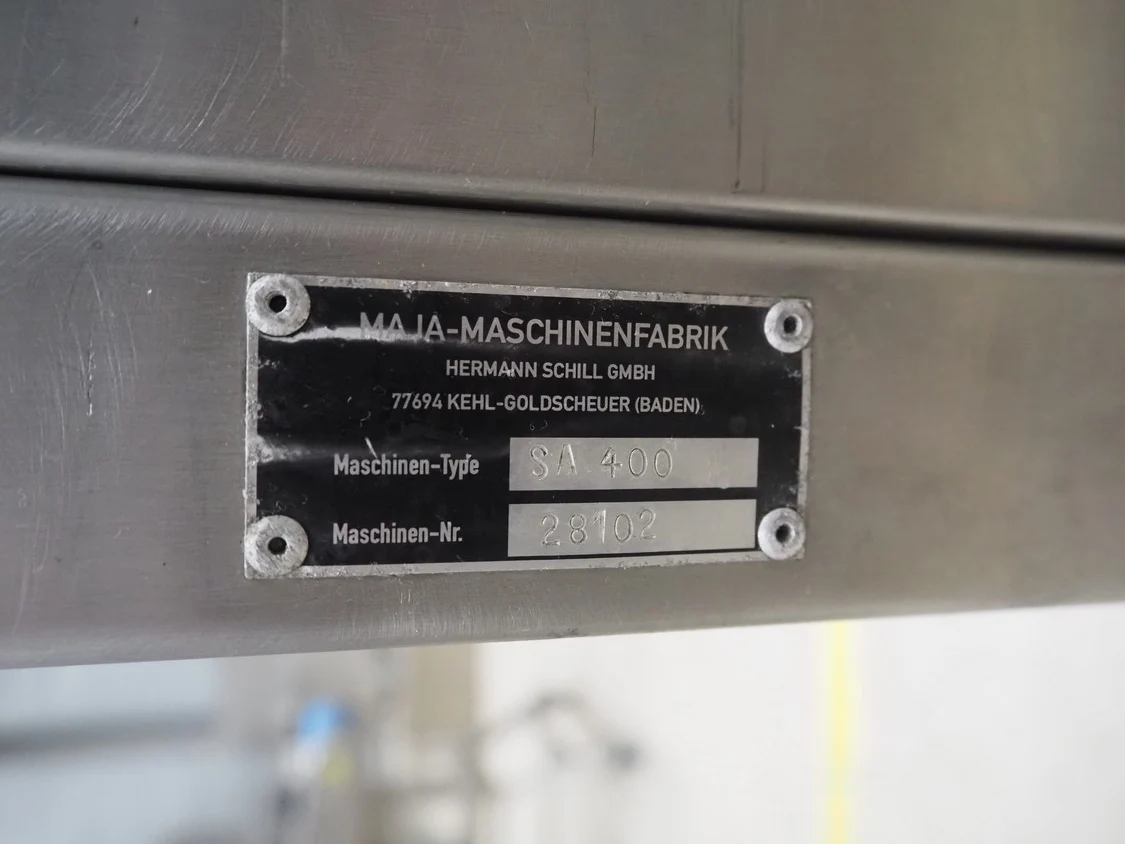 MAJA-MASCHINENFABRIK
HERMANN SCHILL GMBH
77694 KEHL-GOLDSCHEUER (BADEN)
Maschinen-Type SA 400
Maschinen-Nr. 28102